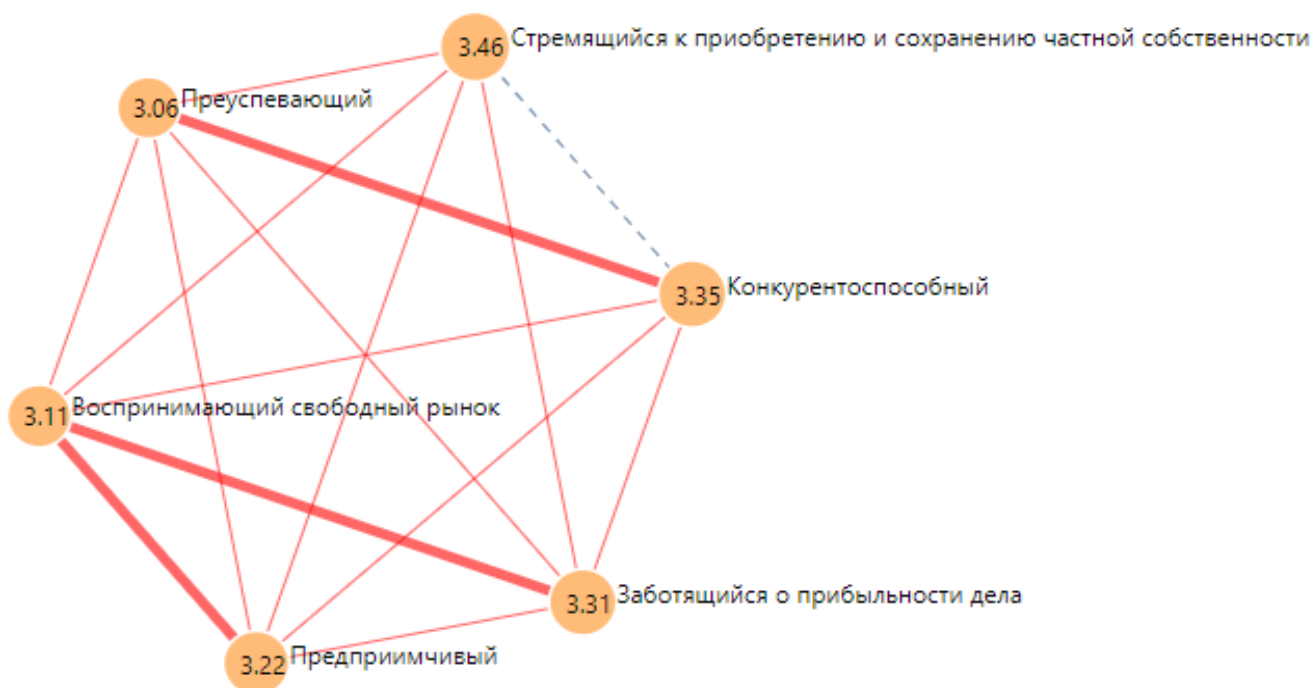 3.46 Стремящийся к приобретению и сохранению частной собственности
3.06 Преуспевающий
3.35 Конкурентоспособный
3.11 Воспринимающий свободный рынок
3.31 Заботящийся о прибыльности дела
3.22 Предприимчивый